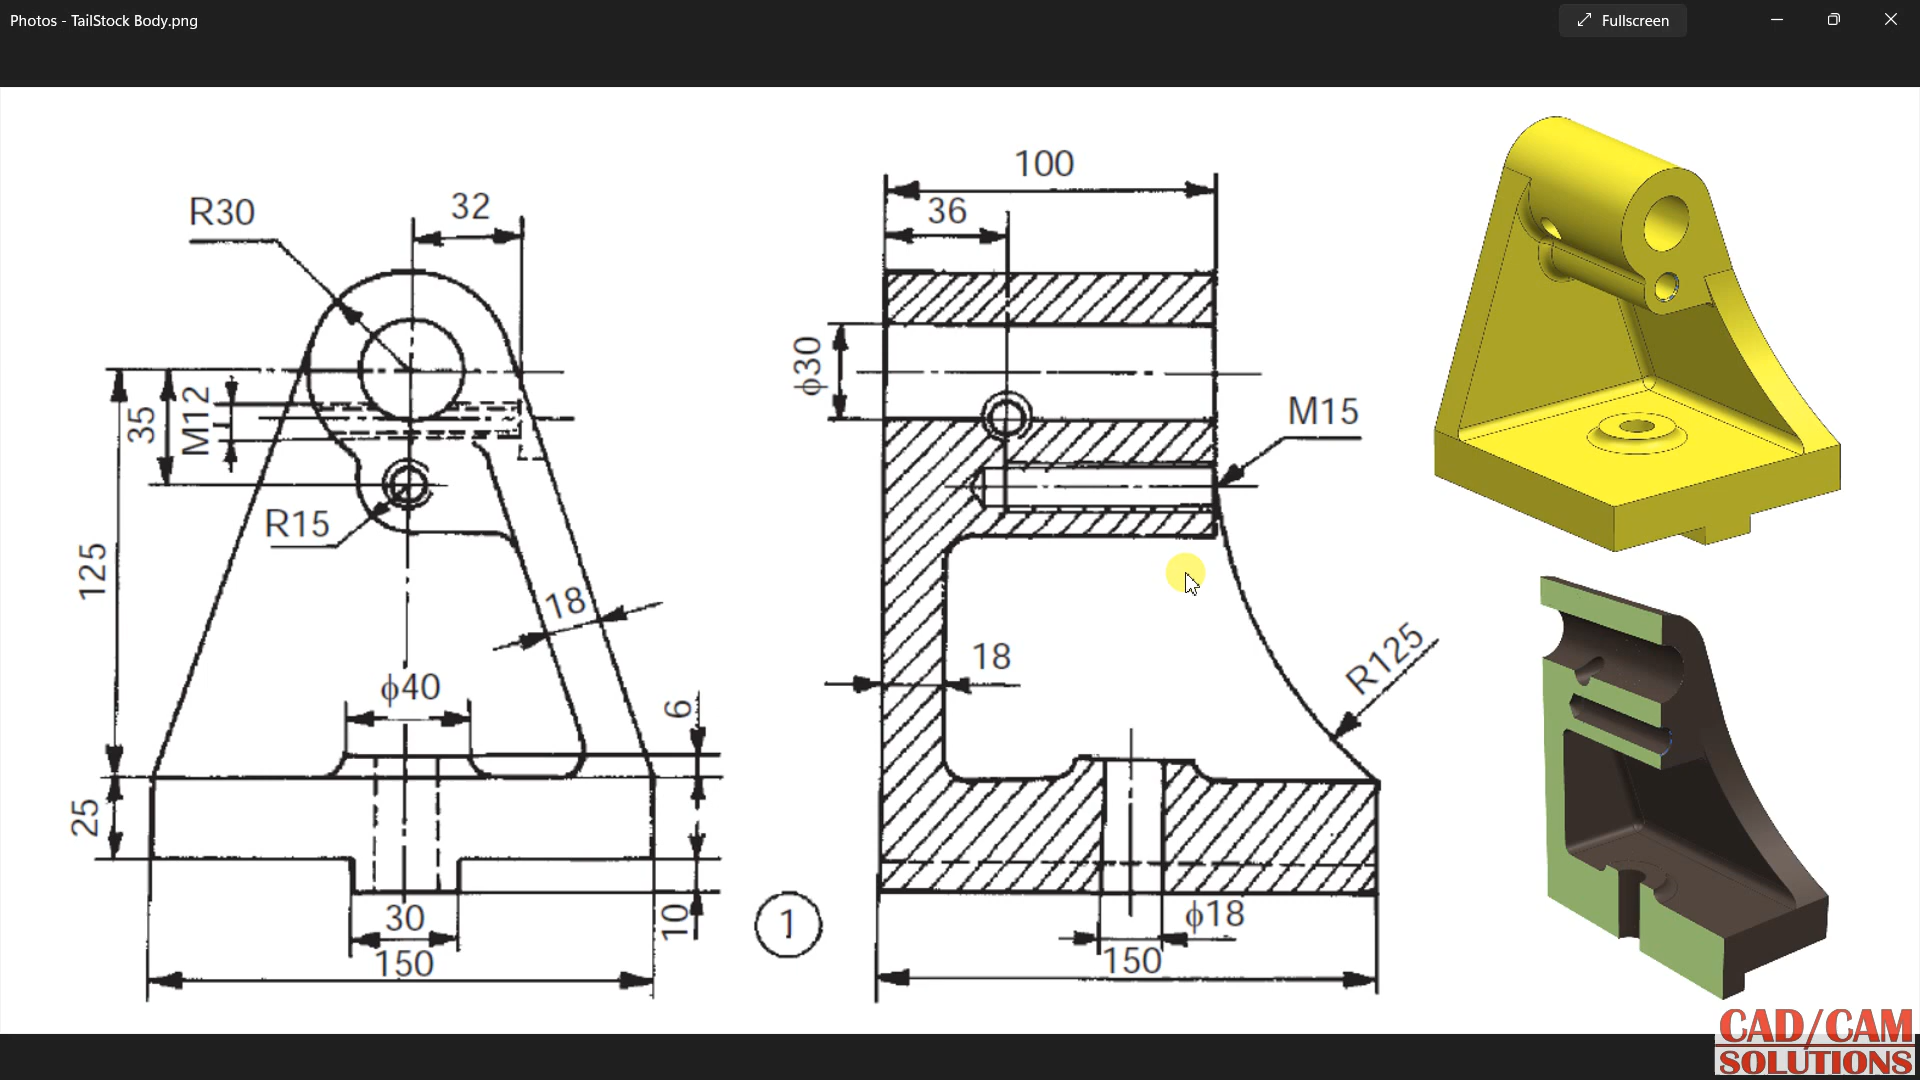 Photos - TailStock Body.png
Fullscreen
R30
32
35
M12
125
R15
18
ϕ40
6
25
30
10
150
1
100
36
ϕ30
M15
18
R125
ϕ18
150
CAD/CAM
SOLUTIONS